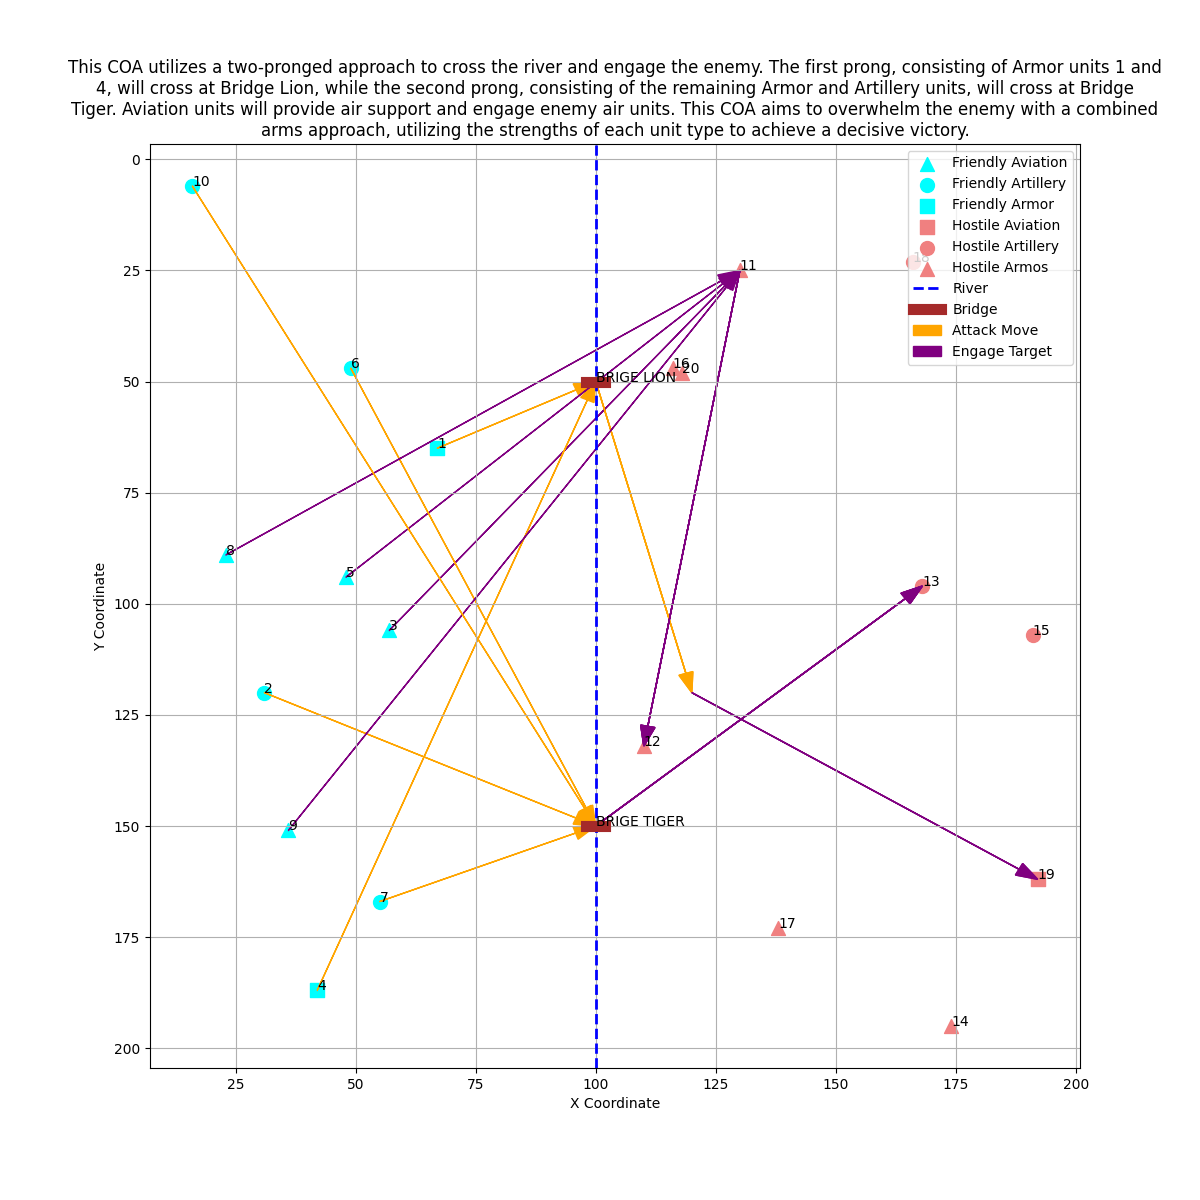 This COA utilizes a two-pronged approach to cross the river and engage the enemy. The first prong, consisting of Armor units 1 and
4, will cross at Bridge Lion, while the second prong, consisting of the remaining Armor and Artillery units, will cross at Bridge
Tiger. Aviation units will provide air support and engage enemy air units. This COA aims to overwhelm the enemy with a combined
arms approach, utilizing the strengths of each unit type to achieve a decisive victory.
Friendly Aviation
Friendly Artillery
Friendly Armor
Hostile Aviation
Hostile Artillery
Hostile Armos
River
Bridge
Attack Move
Engage Target
10
11
18
6
16
20
BRIGE LION
1
8
5
13
3
15
2
12
9
BRIGE TIGER
7
19
17
4
14
0
25
50
75
100
125
150
175
200
Y Coordinate
25
50
75
100
125
150
175
200
X Coordinate